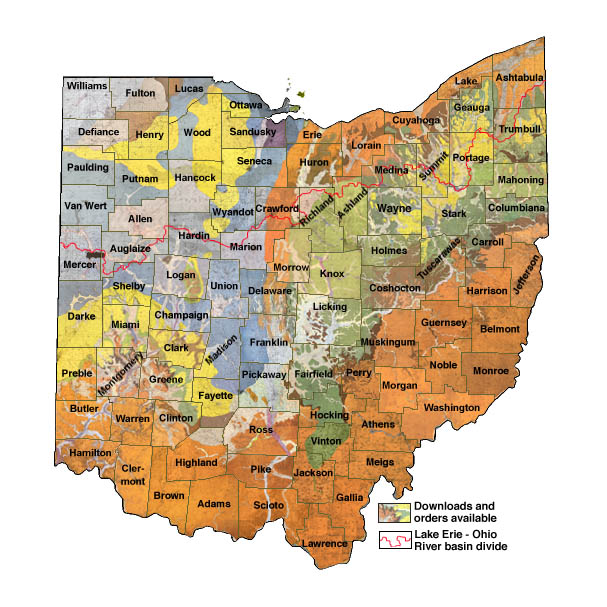 Williams
Fulton
Lucas
Ottawa
Lake
Ashtabula
Defiance
Henry
Wood
Sandusky
Erie
Cuyahoga
Geauga
Trumbull
Paulding
Putnam
Hancock
Seneca
Huron
Lorain
Medina
Summit
Portage
Mahoning
Van Wert
Allen
Wyandot
Crawford
Richland
Ashland
Wayne
Stark
Columbiana
Mercer
Auglaize
Hardin
Marion
Morrow
Knox
Holmes
Tuscarawas
Carroll
Jefferson
Shelby
Logan
Union
Delaware
Licking
Coshocton
Harrison
Darke
Miami
Champaign
Madison
Franklin
Muskingum
Guernsey
Belmont
Preble
Montgomery
Clark
Greene
Pickaway
Fairfield
Perry
Morgan
Noble
Monroe
Butler
Warren
Clinton
Fayette
Ross
Hocking
Vinton
Athens
Washington
Hamilton
Cler-
mont
Highland
Pike
Jackson
Meigs
Brown
Adams
Scioto
Gallia
Lawrence
Downloads and
orders available
Lake Erie - Ohio
River basin divide